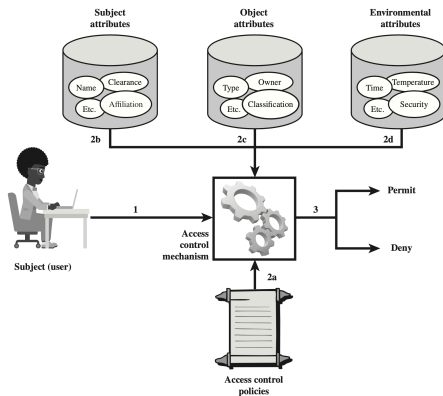 Subject
attributes
Object
attributes
Environmental
attributes
Name
Clearance
Etc.
Affiliation
Type
Owner
Etc.
Classification
Time
Temperature
Etc.
Security
2b
2c
2d
1
3
Permit
Deny
Access
control
mechanism
Subject (user)
2a
Access control
policies